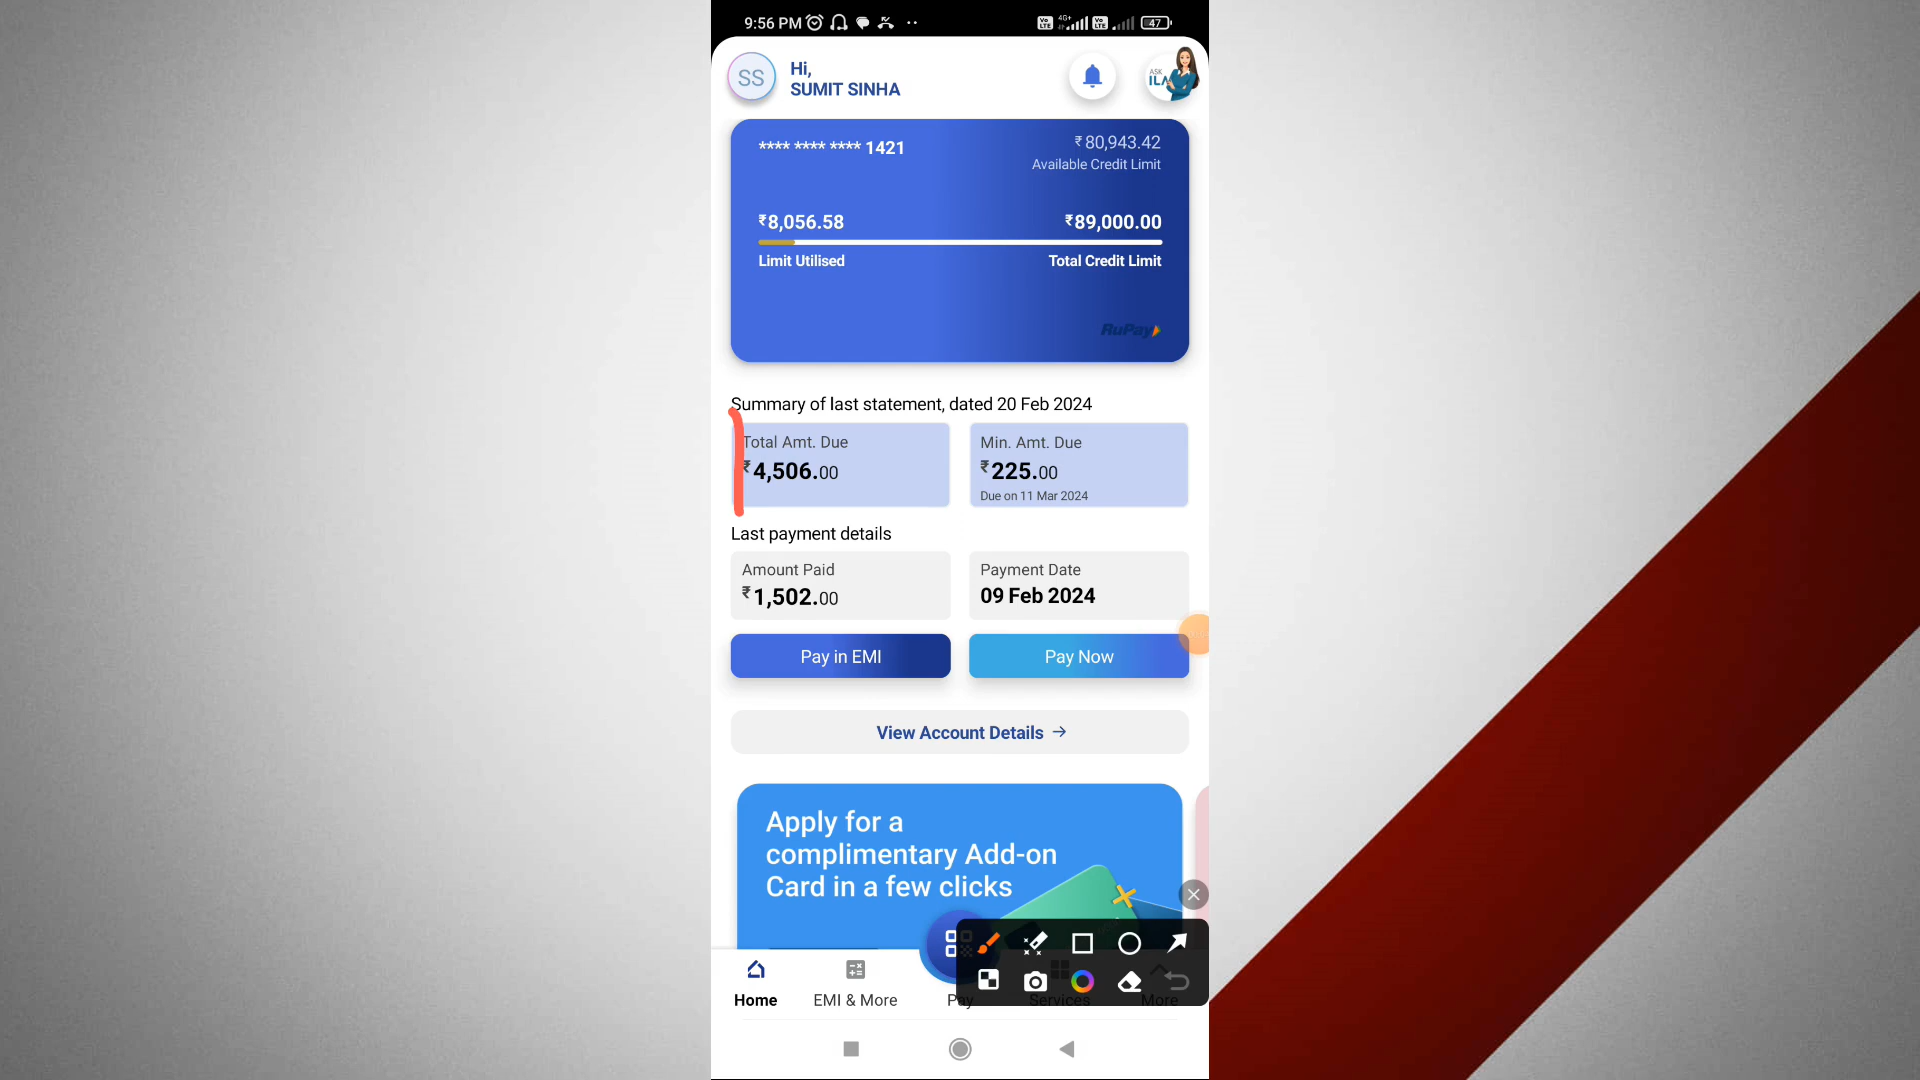 9:56 PM
47
SS
Hi,
SUMIT SINHA
ASK
ILA
**** **** **** 1421
₹80,943.42
Available Credit Limit
₹8,056.58
₹89,000.00
Limit Utilised
Total Credit Limit
RuPay
Summary of last statement, dated 20 Feb 2024
Total Amt. Due
₹4,506.00
Min. Amt. Due
₹225.00
Due on 11 Mar 2024
Last payment details
Amount Paid
₹1,502.00
Payment Date
09 Feb 2024
Pay in EMI
Pay Now
View Account Details →
Apply for a
complimentary Add-on
Card in a few clicks
Home
EMI & More
Pay
Services
More